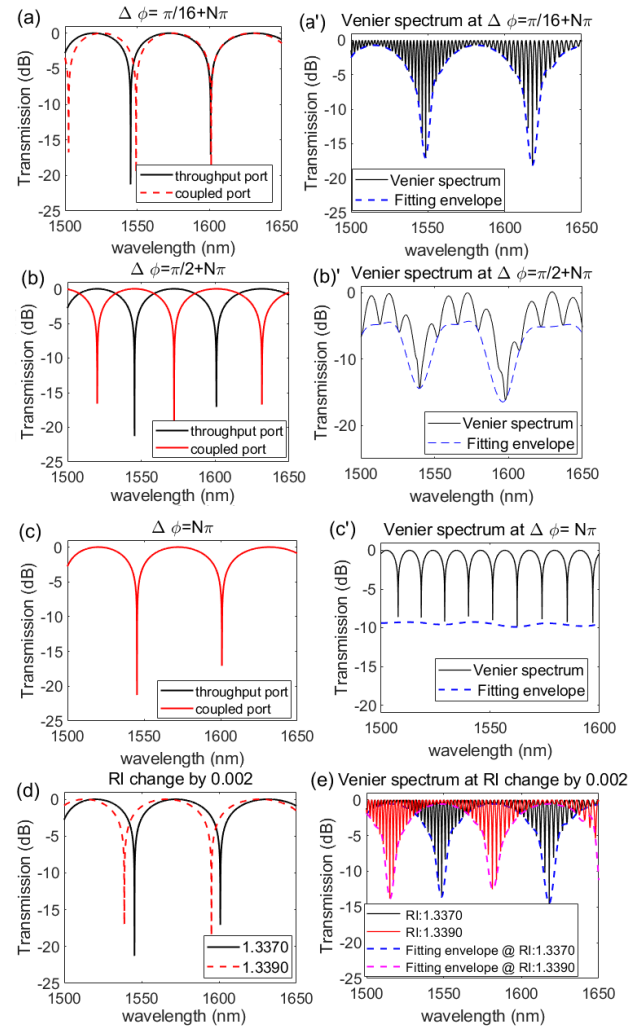 (a)
Δ ϕ= π/16+Nπ
Transmission (dB)
0
-5
-10
-15
-20
-25
throughput port
coupled port
1500 1550 1600 1650
wavelength (nm)
(a')
Venier spectrum at Δ ϕ=π/16+Nπ
Transmission (dB)
0
-5
-10
-15
-20
-25
Venier spectrum
Fitting envelope
1500 1550 1600 1650
wavelength (nm)
(b)
Δ ϕ=π/2+Nπ
Transmission (dB)
0
-5
-10
-15
-20
-25
throughput port
coupled port
1500 1550 1600 1650
wavelength (nm)
(b)'
Venier spectrum at Δ ϕ=π/2+Nπ
Transmission (dB)
0
-10
-20
Venier spectrum
Fitting envelope
1500 1550 1600 1650
wavelength (nm)
(c)
Δ ϕ=Nπ
Transmission (dB)
0
-5
-10
-15
-20
-25
throughput port
coupled port
1500 1550 1600 1650
wavelength (nm)
(c')
Venier spectrum at Δ ϕ= Nπ
Transmission (dB)
0
-5
-10
-15
-20
Venier spectrum
Fitting envelope
1500 1550 1600
wavelength (nm)
(d)
RI change by 0.002
Transmission (dB)
0
-5
-10
-15
-20
-25
1.3370
1.3390
1500 1550 1600 1650
wavelength (nm)
(e) Venier spectrum at RI change by 0.002
Transmission (dB)
0
-5
-10
-15
-20
-25
RI:1.3370
RI:1.3390
Fitting envelope @ RI:1.3370
Fitting envelope @ RI:1.3390
1500 1550 1600 1650
wavelength (nm)